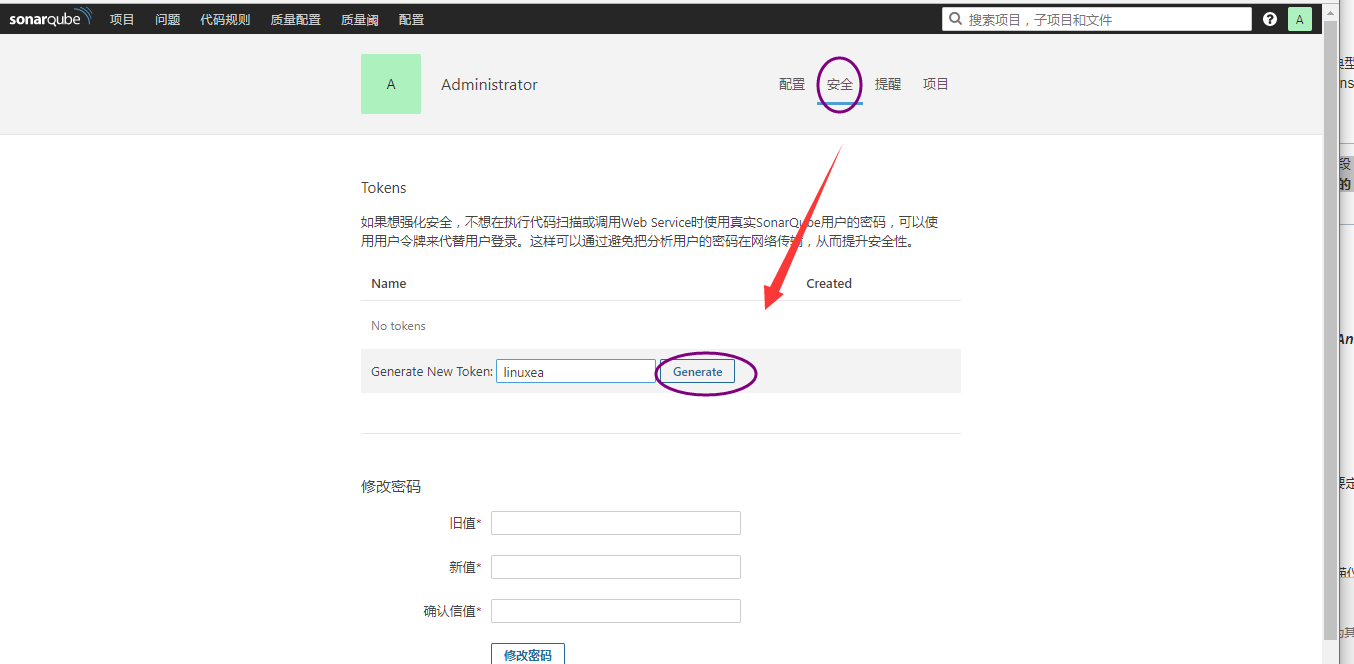 sonarqube 项目 问题 代码规则 质量配置 质量阈 配置 搜索项目，子项目和文件 ? A
A Administrator 配置 安全 提醒 项目
Tokens
如果想强化安全，不想在执行代码扫描或调用Web Service时使用真实SonarQube用户的密码，可以使
用用户令牌来代替用户登录。这样可以通过避免把分析用户的密码在网络传输，从而提升安全性。
Name Created
No tokens
Generate New Token: linuxea Generate
修改密码
旧值*
新值*
确认信值*
修改密码